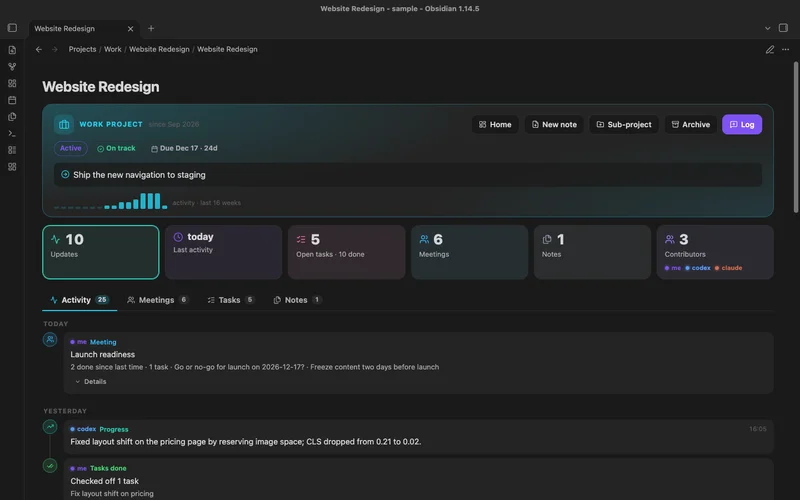 Website Redesign - sample - Obsidian 1.14.5
Website Redesign
Projects / Work / Website Redesign / Website Redesign
Website Redesign
WORK PROJECT since Sep 2026
Home
New note
Sub-project
Archive
Log
Active
On track
Due Dec 17 · 24d
Ship the new navigation to staging
activity · last 16 weeks
10
Updates
today
Last activity
5
Open tasks · 10 done
6
Meetings
1
Notes
3
Contributors
me codex claude
Activity 25
Meetings 6
Tasks 5
Notes 1
TODAY
me Meeting
Launch readiness
2 done since last time · 1 task · Go or no-go for launch on 2026-12-17? · Freeze content two days before launch
Details
YESTERDAY
codex Progress 16:05
Fixed layout shift on the pricing page by reserving image space; CLS dropped from 0.21 to 0.02.
me Tasks done
Checked off 1 task
Fix layout shift on pricing